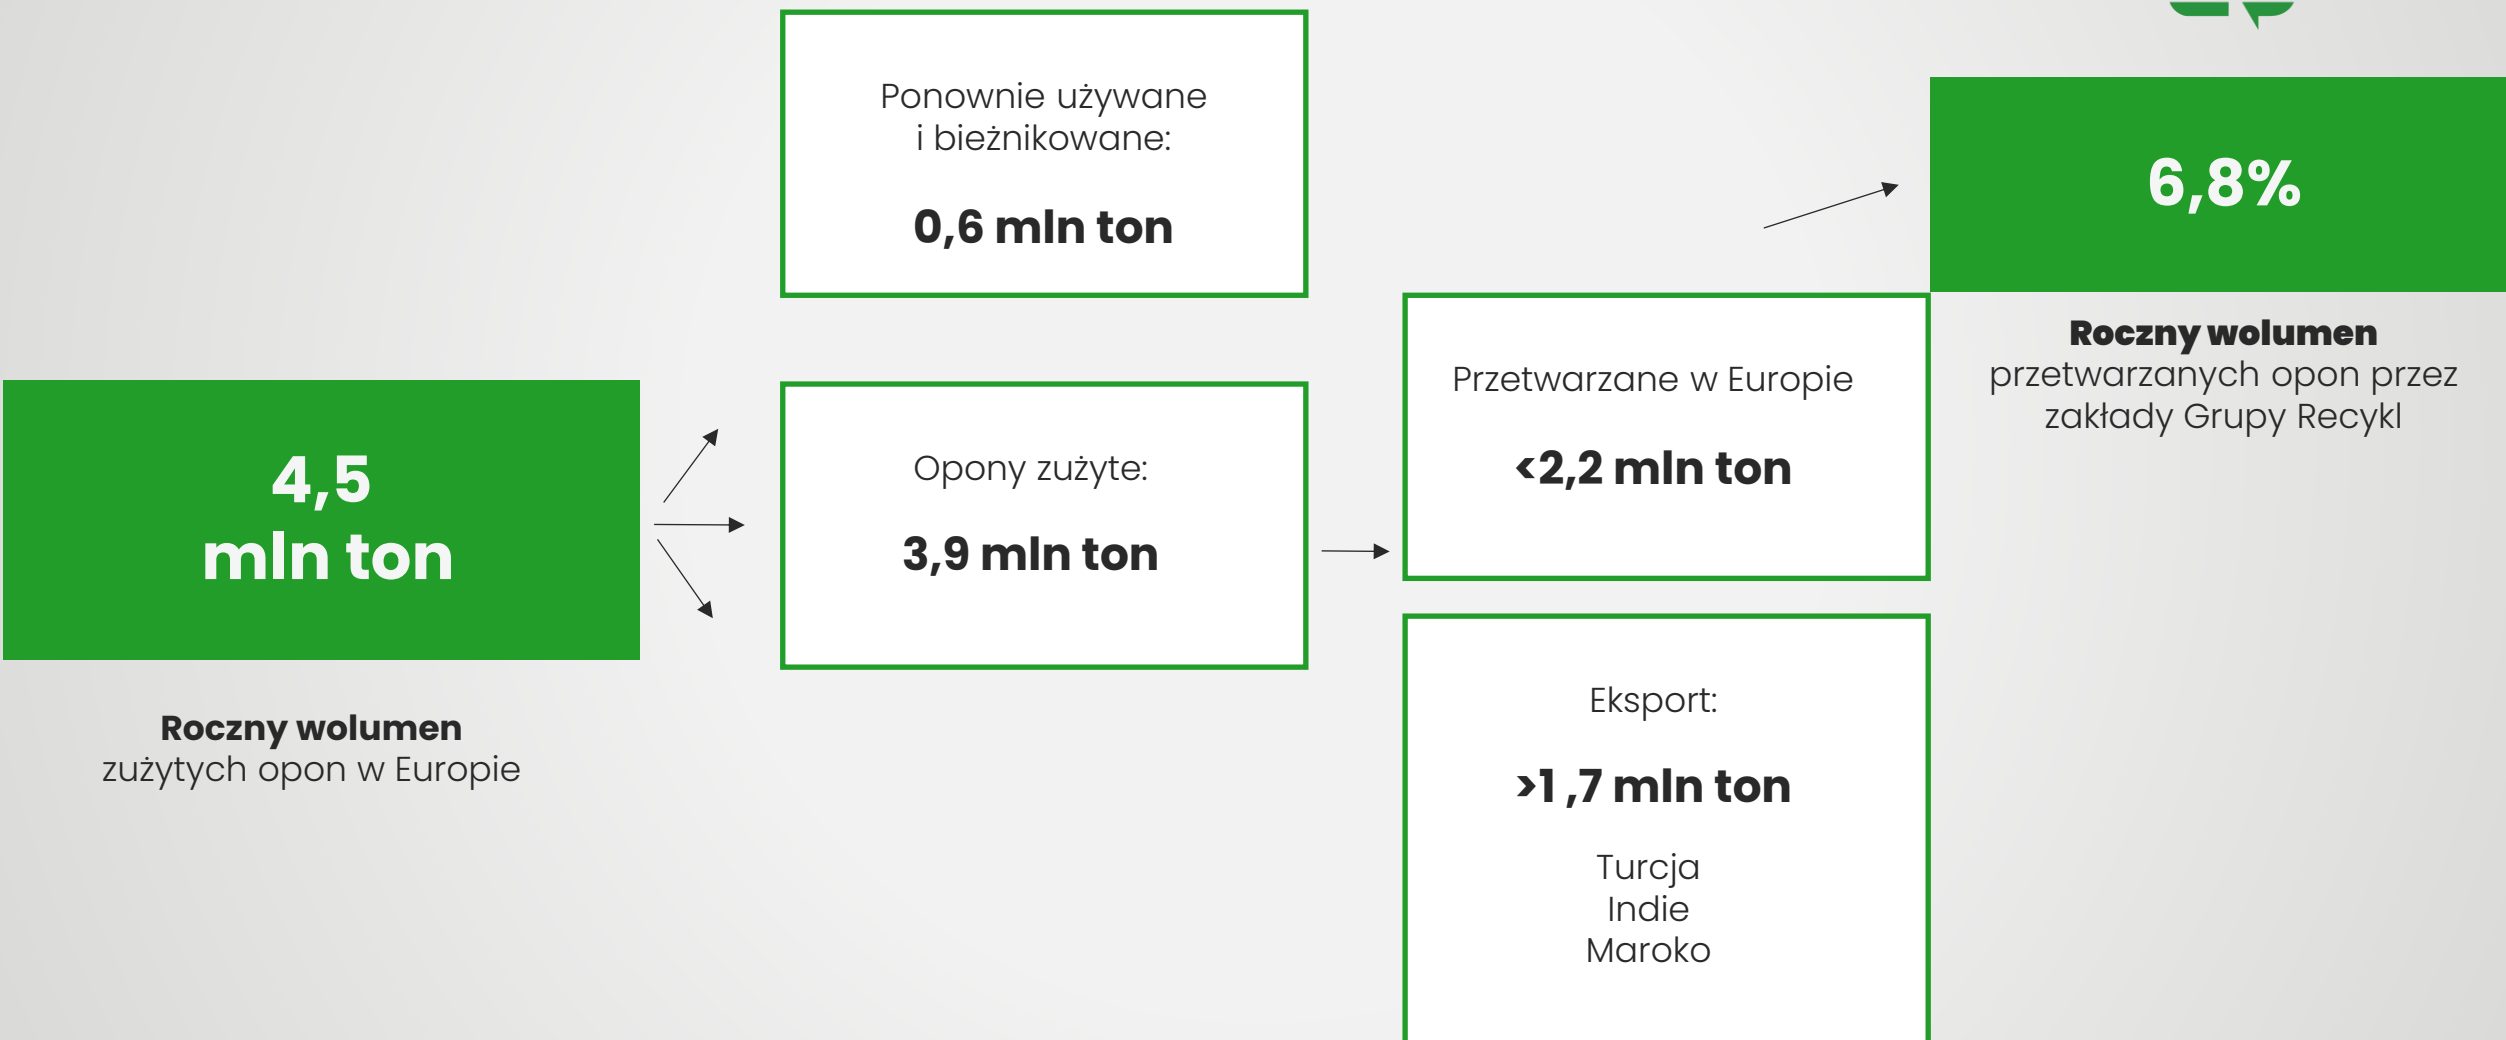 4,5
mln ton
Roczny wolumen
zużytych opon w Europie
Ponownie używane
i bieżnikowane:
0,6 mln ton
Opony zużyte:
3,9 mln ton
Przetwarzane w Europie
<2,2 mln ton
Eksport:
>1 ,7 mln ton
Turcja
Indie
Maroko
6,8%
Roczny wolumen
przetwarzanych opon przez
zakłady Grupy Recykl